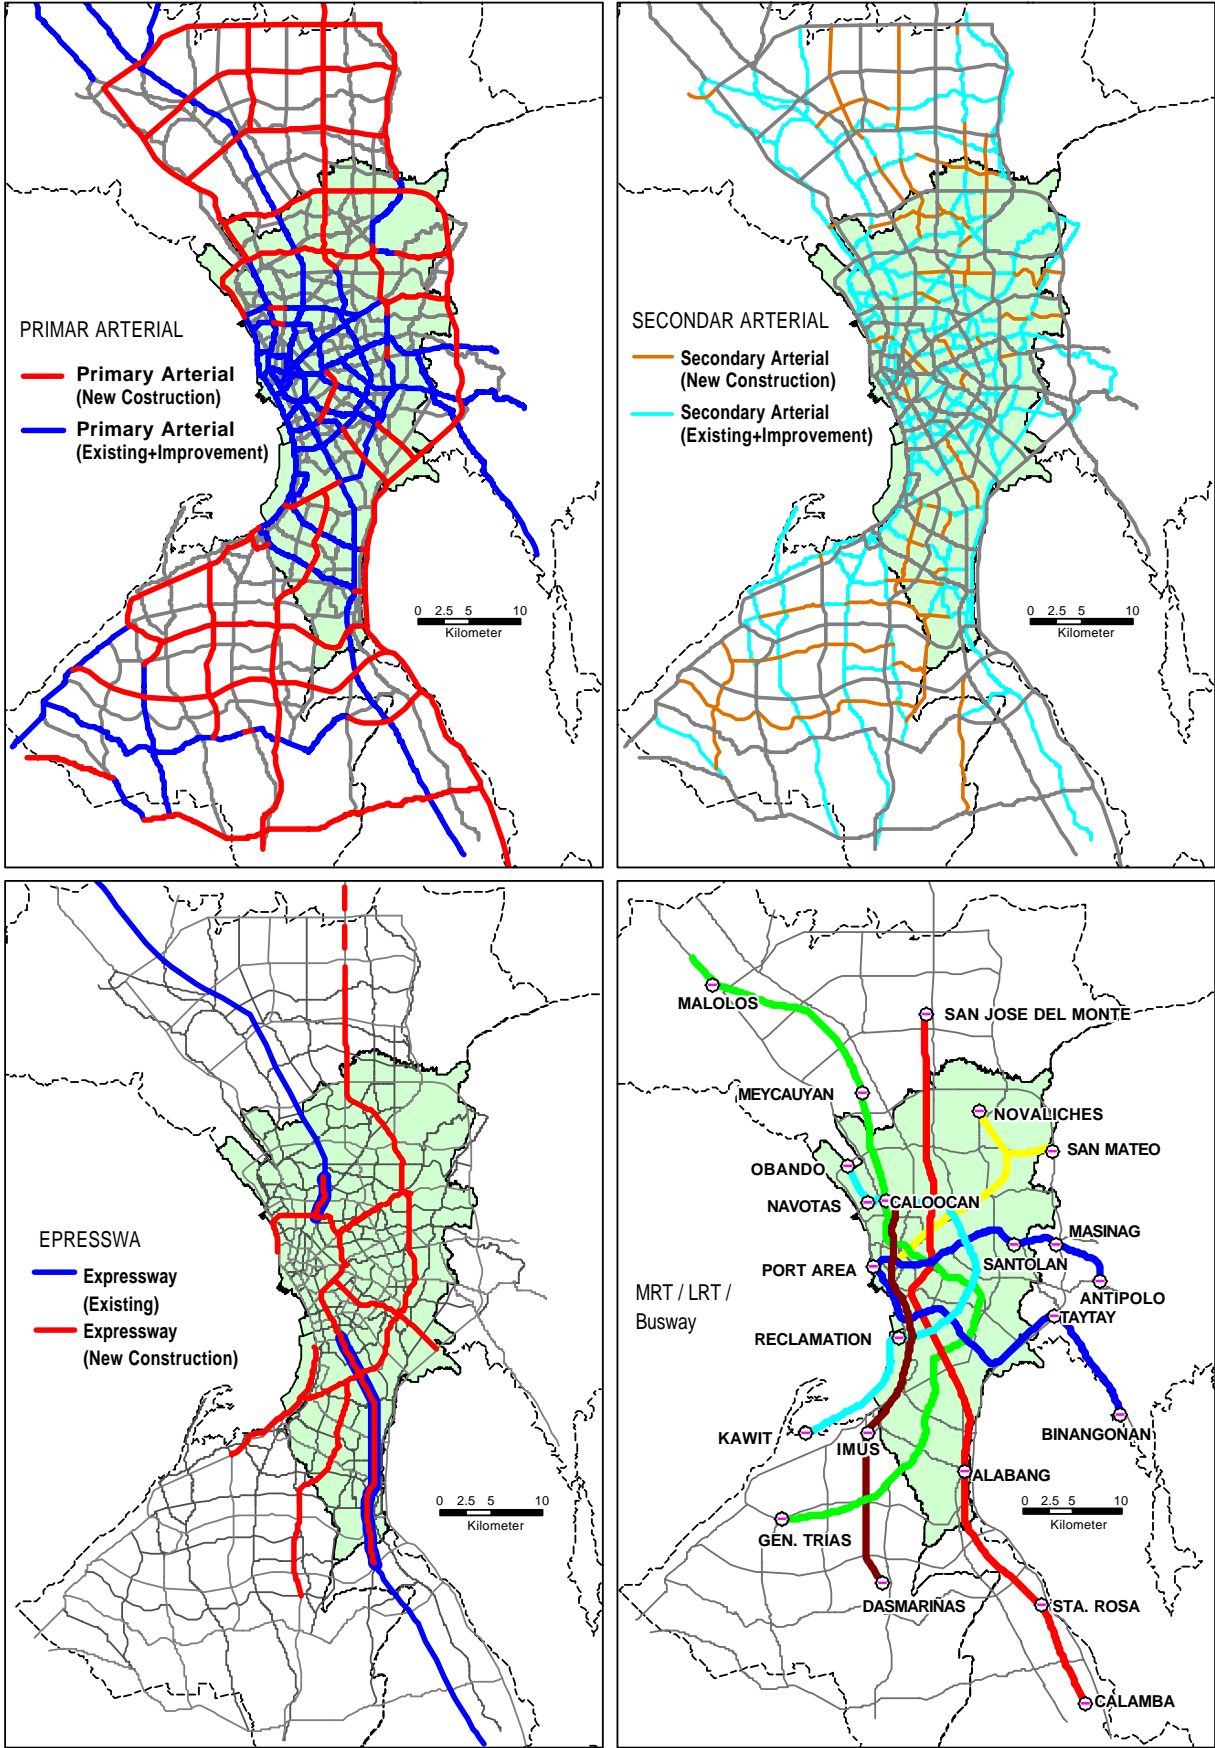 PRIMAR ARTERIAL
Primary Arterial
(New Costruction)
Primary Arterial
(Existing+Improvement)
0 2.5 5 10
Kilometer
SECONDAR ARTERIAL
Secondary Arterial
(New Construction)
Secondary Arterial
(Existing+Improvement)
0 2.5 5 10
Kilometer
EPRESSWA
Expressway
(Existing)
Expressway
(New Construction)
0 2.5 5 10
Kilometer
MALOLOS
SAN JOSE DEL MONTE
MEYCAUYAN
NOVALICHES
SAN MATEO
OBANDO
NAVOTAS
CALOOCAN
MASINAG
PORT AREA
SANTOLAN
ANTIPOLO
MRT / LRT /
Busway
TAYTAY
RECLAMATION
KAWIT
IMUS
BINANGONAN
ALABANG
0 2.5 5 10
Kilometer
GEN. TRIAS
DASMARIÑAS
STA. ROSA
CALAMBA